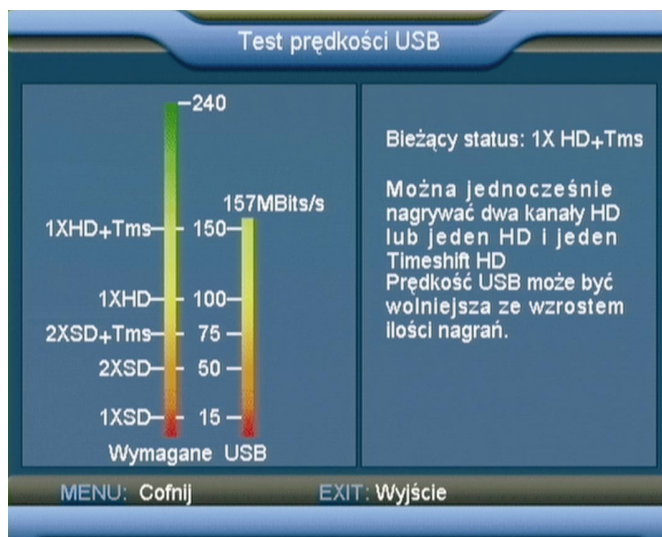 Test prędkości USB
240
157MBits/s
1XHD+Tms 150
1XHD 100
2XSD+Tms 75
2XSD 50
1XSD 15
Wymagane USB
Bieżący status: 1X HD+Tms
Można jednocześnie
nagrywać dwa kanały HD
lub jeden HD i jeden
Timeshift HD
Prędkość USB może być
wolniejsza ze wzrostem
ilości nagrań.
MENU: Cofnij
EXIT: Wyjście